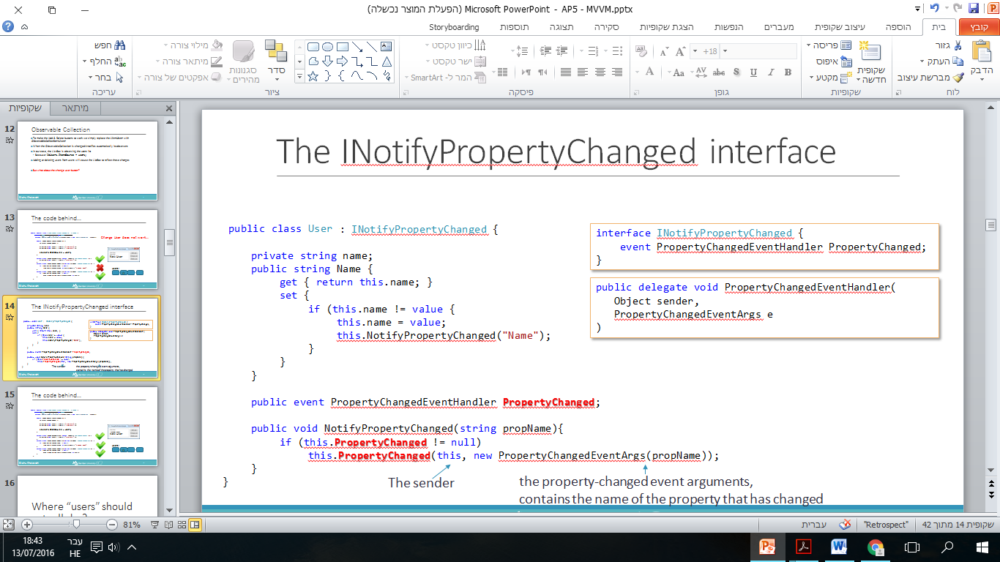 (הפעלת המוצר נכשלה) Microsoft PowerPoint - AP5 - MVVM.pptx
קובץ
בית
הוספה
עיצוב שקופית
מעברים
הנפשות
הצגת שקופיות
סקירה
תצוגה
תוספות
Storyboarding
הדבק
גזור
העתק
מברשת עיצוב
לוח
שקופית חדשה
פריסה
איפוס
מקטע
שקופיות
+18
גופן
כיוון טקסט
ישר טקסט
המר ל- SmartArt
פיסקה
סדר
סגנונות מהירים
מילוי צורה
מיתאר צורה
אפקטים של צורה
ציור
חפש
החלף
בחר
עריכה
שקופיות
מיתאר
12
Observable Collection
13
The code behind...
Change User does not work...
14
The INotifyPropertyChanged interface
15
The code behind...
16
Where “users” should
The INotifyPropertyChanged interface
public class User : INotifyPropertyChanged {
private string name;
public string Name {
get { return this.name; }
set {
if (this.name != value {
this.name = value;
this.NotifyPropertyChanged("Name");
}
}
}
public event PropertyChangedEventHandler PropertyChanged;
public void NotifyPropertyChanged(string propName){
if (this.PropertyChanged != null)
this.PropertyChanged(this, new PropertyChangedEventArgs(propName));
}
}
The sender
the property-changed event arguments,
contains the name of the property that has changed
interface INotifyPropertyChanged {
event PropertyChangedEventHandler PropertyChanged;
}
public delegate void PropertyChangedEventHandler(
Object sender,
PropertyChangedEventArgs e
)
שקופית 14 מתוך 42
"Retrospect"
עברית
81%
18:43
13/07/2016
עבר
HE